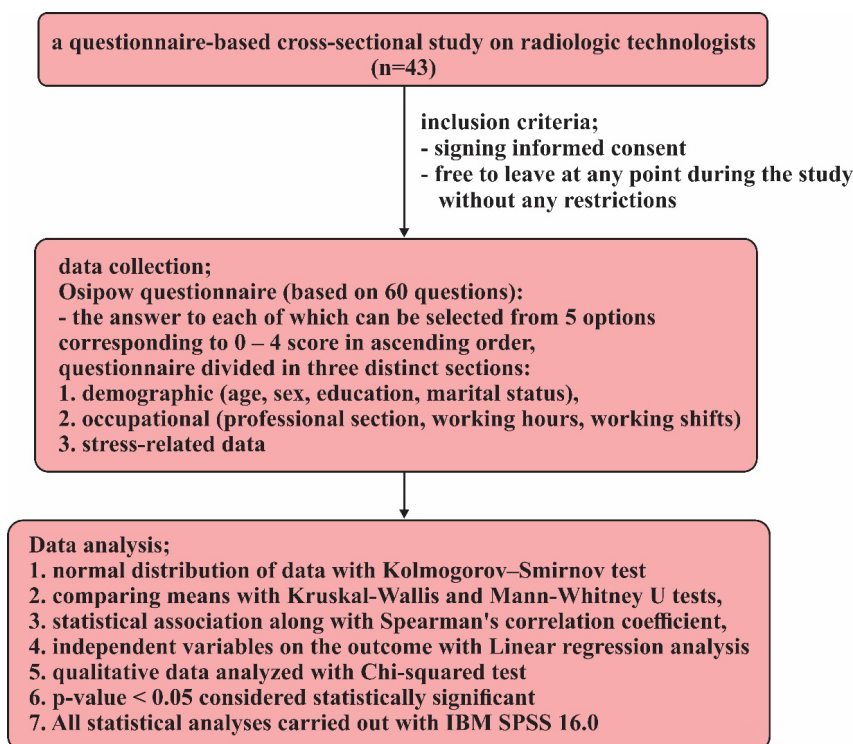 a questionnaire-based cross-sectional study on radiologic technologists
(n=43)
inclusion criteria;
- signing informed consent
- free to leave at any point during the study
without any restrictions
data collection;
Osipow questionnaire (based on 60 questions):
- the answer to each of which can be selected from 5 options
corresponding to 0 – 4 score in ascending order,
questionnaire divided in three distinct sections:
1. demographic (age, sex, education, marital status),
2. occupational (professional section, working hours, working shifts)
3. stress-related data
Data analysis;
1. normal distribution of data with Kolmogorov–Smirnov test
2. comparing means with Kruskal-Wallis and Mann-Whitney U tests,
3. statistical association along with Spearman's correlation coefficient,
4. independent variables on the outcome with Linear regression analysis
5. qualitative data analyzed with Chi-squared test
6. p-value < 0.05 considered statistically significant
7. All statistical analyses carried out with IBM SPSS 16.0